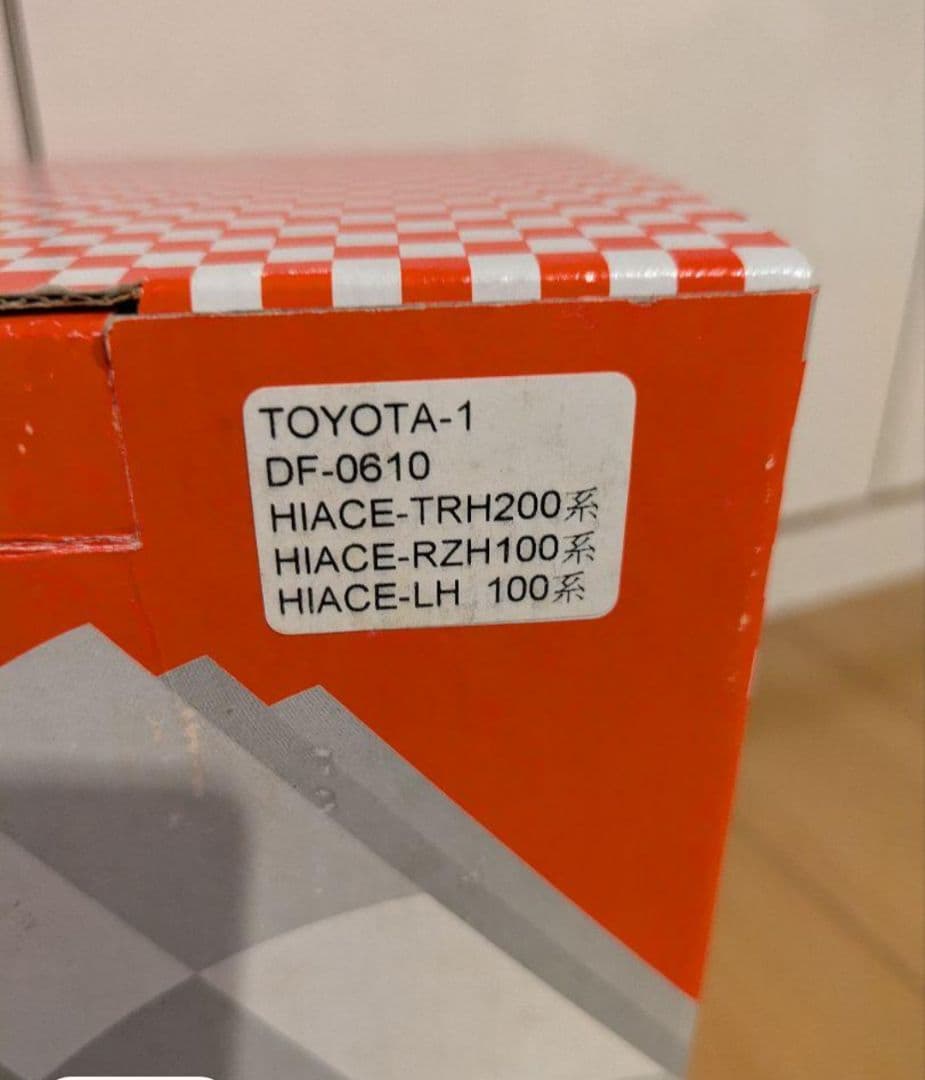 TOYOTA-1
DF-0610
HIACE-TRH200系
HIACE-RZH100系
HIACE-LH 100系